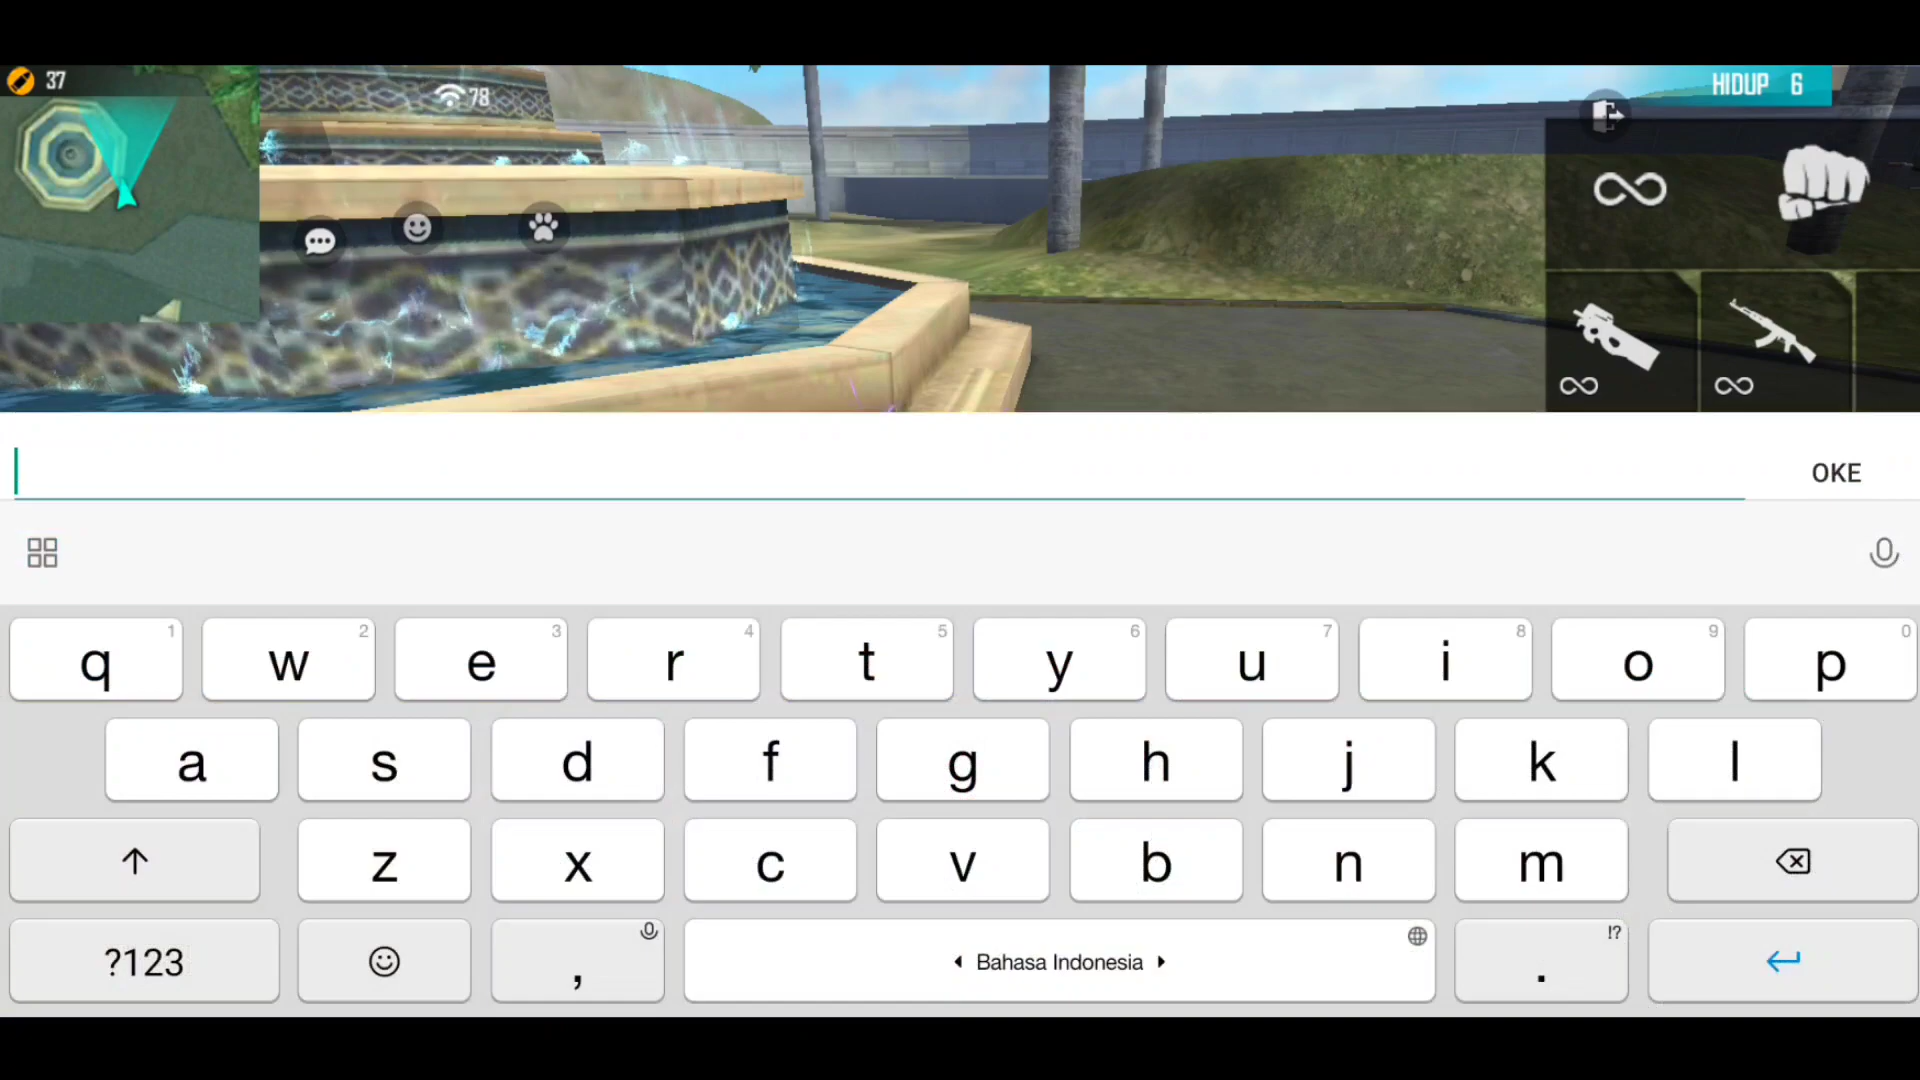 37
78
HIDUP 6
OKE
q 1 w 2 e 3 r 4 t 5 y 6 u 7 i 8 o 9 p 0
a s d f g h j k l
z x c v b n m
?123 , Bahasa Indonesia . !?